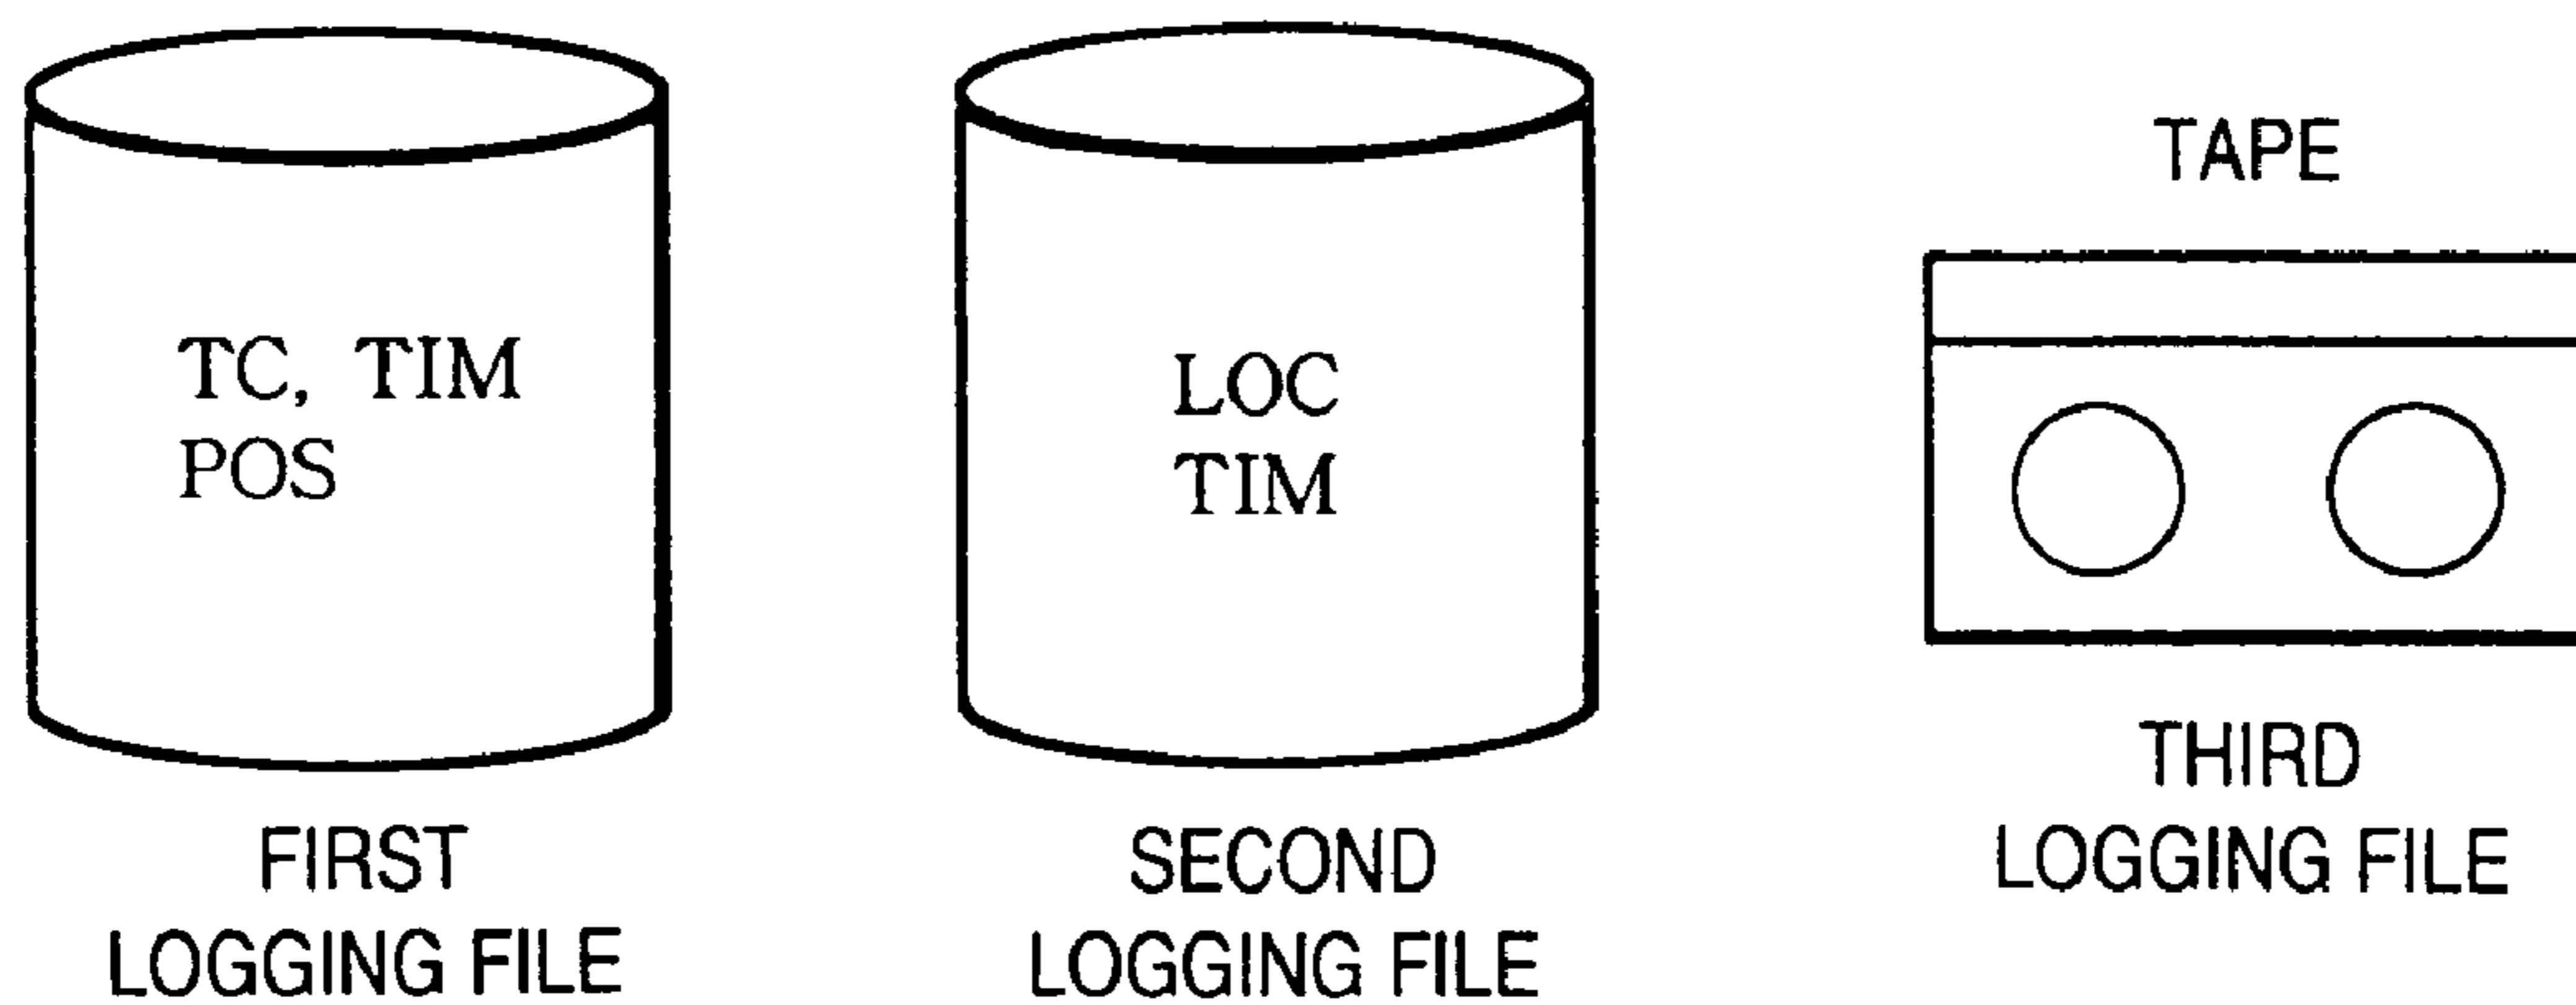 TC, TIM
POS
FIRST
LOGGING FILE
LOC
TIM
SECOND
LOGGING FILE
TAPE
THIRD
LOGGING FILE